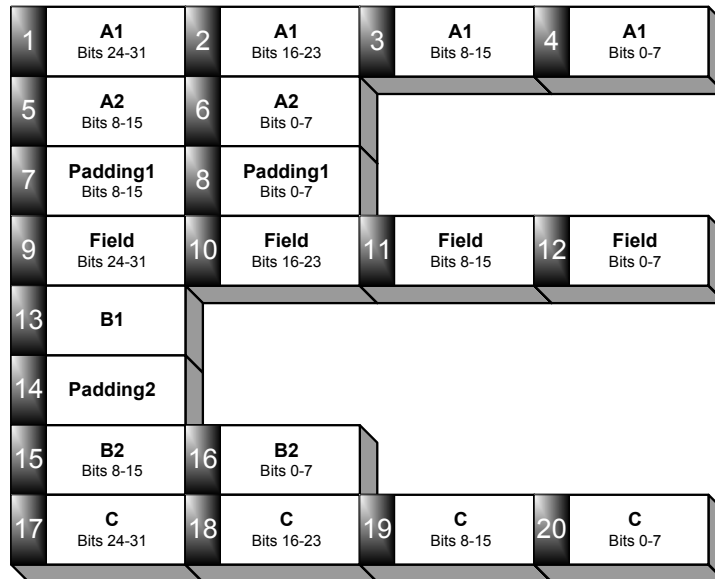 1 A1 2 A1 3 A1 4 A1
Bits 24-31 Bits 16-23 Bits 8-15 Bits 0-7
5 A2 6 A2
Bits 8-15 Bits 0-7
7 Padding1 8 Padding1
Bits 8-15 Bits 0-7
9 Field 10 Field 11 Field 12 Field
Bits 24-31 Bits 16-23 Bits 8-15 Bits 0-7
13 B1
14 Padding2
15 B2 16 B2
Bits 8-15 Bits 0-7
17 C 18 C 19 C 20 C
Bits 24-31 Bits 16-23 Bits 8-15 Bits 0-7